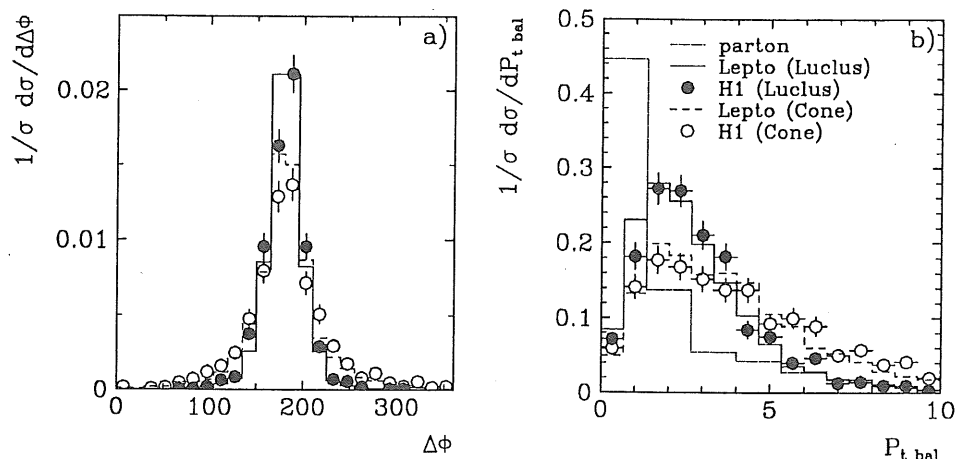 a)
1/σ dσ/dΔϕ
0.02
0.01
0
0 100 200 300
Δϕ
b)
1/σ dσ/dP_{t bal}
0.5
0.4
0.3
0.2
0.1
0
parton
Lepto (Luclus)
H1 (Luclus)
Lepto (Cone)
H1 (Cone)
0 5 10
P_{t bal}